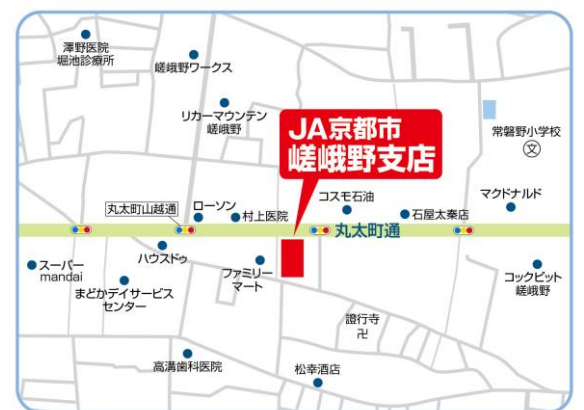 澤野医院
堀池診療所
嵯峨野ワークス
リカーマウンテン
嵯峨野
JA京都市
嵯峨野支店
常磐野小学校
文
丸太町山越通
ローソン
村上医院
コスモ石油
石屋太秦店
マクドナルド
丸太町通
スーパー
mandai
ハウスドゥ
まどかデイサービス
センター
ファミリー
マート
コックピット
嵯峨野
證行寺
卍
高溝歯科医院
松幸酒店